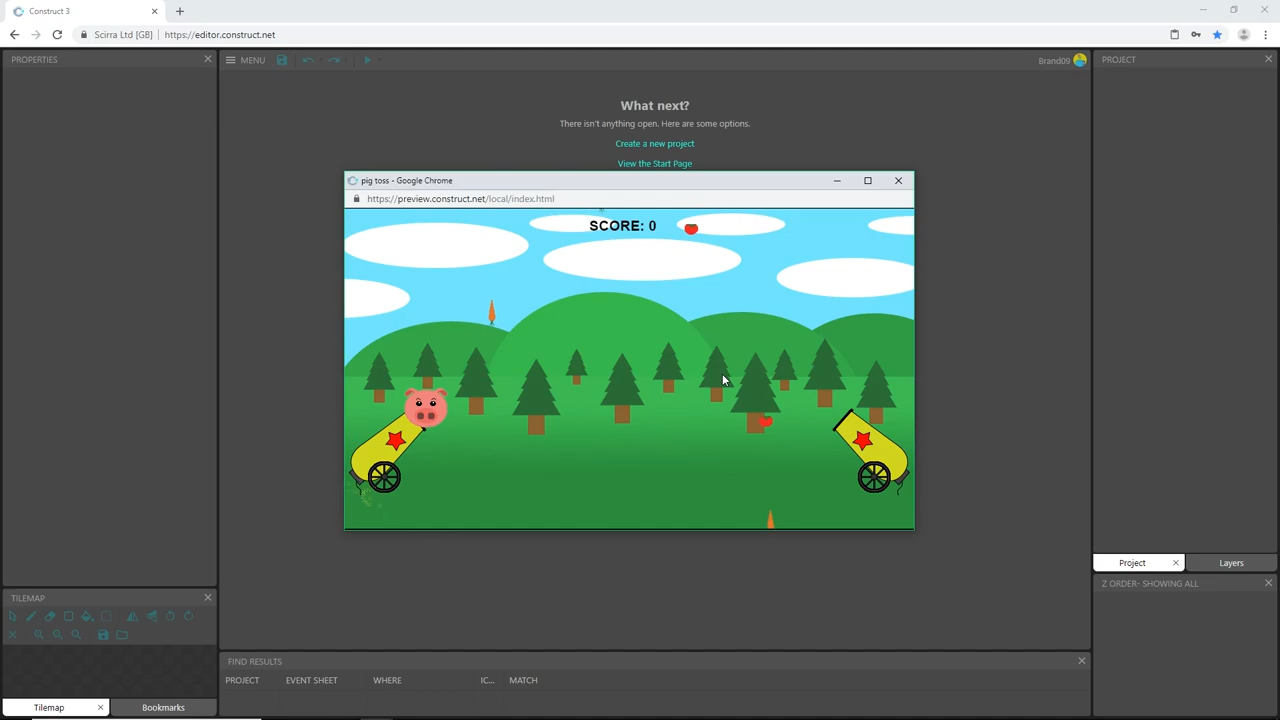 Construct 3
Scirra Ltd [GB] https://editor.construct.net
PROPERTIES
MENU
Brand09
PROJECT
What next?
There isn't anything open. Here are some options.
Create a new project
View the Start Page
pig toss - Google Chrome
https://preview.construct.net/local/index.html
SCORE: 0
Project
Layers
Z ORDER- SHOWING ALL
TILEMAP
FIND RESULTS
PROJECT EVENT SHEET WHERE IC... MATCH
Tilemap
Bookmarks